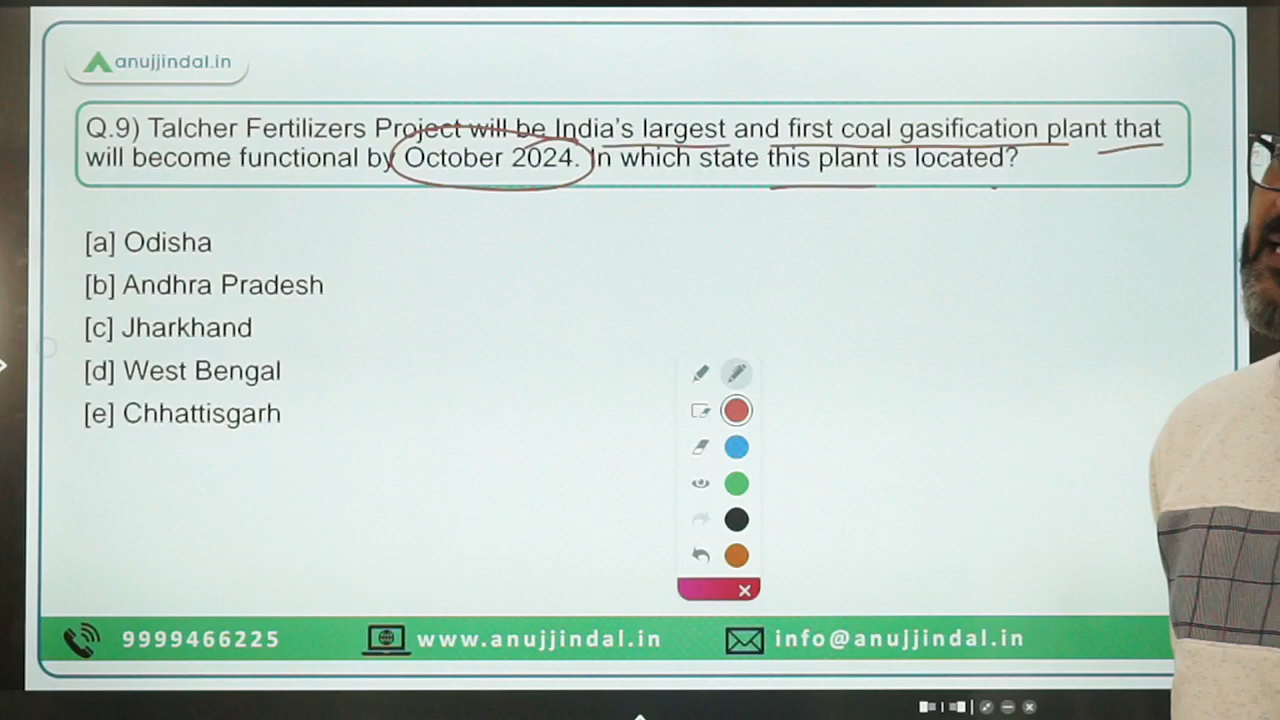 anujjindal.in
Q.9) Talcher Fertilizers Project will be India's largest and first coal gasification plant that
will become functional by October 2024. In which state this plant is located?
[a] Odisha
[b] Andhra Pradesh
[c] Jharkhand
[d] West Bengal
[e] Chhattisgarh
9999466225 www.anujjindal.in info@anujjindal.in